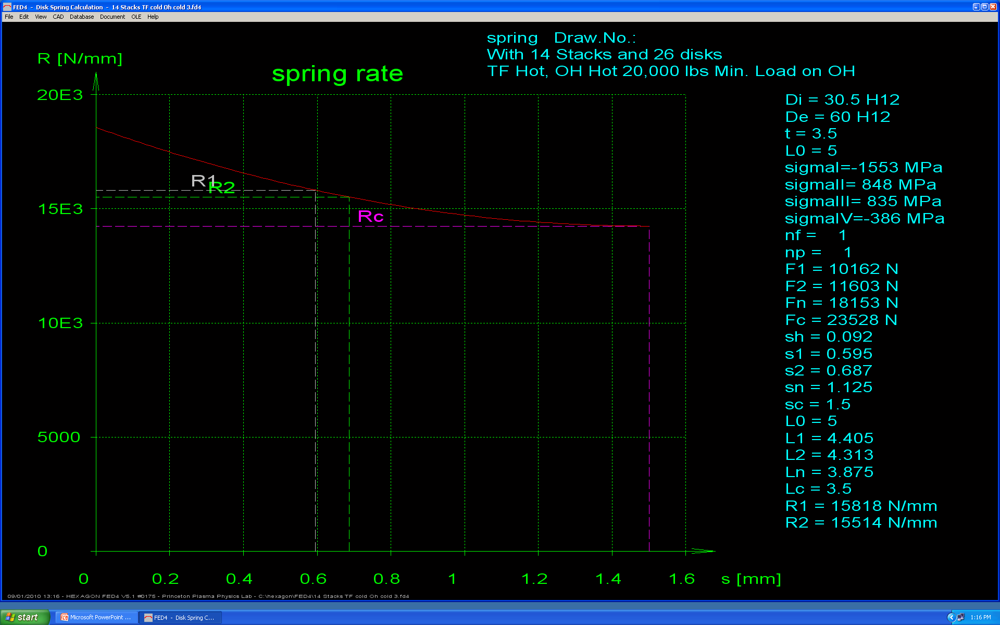 FED4 - Disk Spring Calculation - 14 Stacks TF cold Oh cold 3.fd4
File Edit View CAD Database Document OLE Help
spring Draw.No.:
With 14 Stacks and 26 disks
TF Hot, OH Hot 20,000 lbs Min. Load on OH
R [N/mm]
spring rate
20E3
15E3
10E3
5000
0
R1
R2
Rc
0 0.2 0.4 0.6 0.8 1 1.2 1.4 1.6 s [mm]
Di = 30.5 H12
De = 60 H12
t = 3.5
L0 = 5
sigmaI=-1553 MPa
sigmaII= 848 MPa
sigmaIII= 835 MPa
sigmaIV=-386 MPa
nf = 1
np = 1
F1 = 10162 N
F2 = 11603 N
Fn = 18153 N
Fc = 23528 N
sh = 0.092
s1 = 0.595
s2 = 0.687
sn = 1.125
sc = 1.5
L0 = 5
L1 = 4.405
L2 = 4.313
Ln = 3.875
Lc = 3.5
R1 = 15818 N/mm
R2 = 15514 N/mm
09/01/2010 13:16 - HEXAGON FED4 V5.1 #0175 - Princeton Plasma Physics Lab - C:\hexagon\FED4\14 Stacks TF cold Oh cold 3.fd4
start Microsoft PowerPoint ... FED4 - Disk Spring C... 1:16 PM